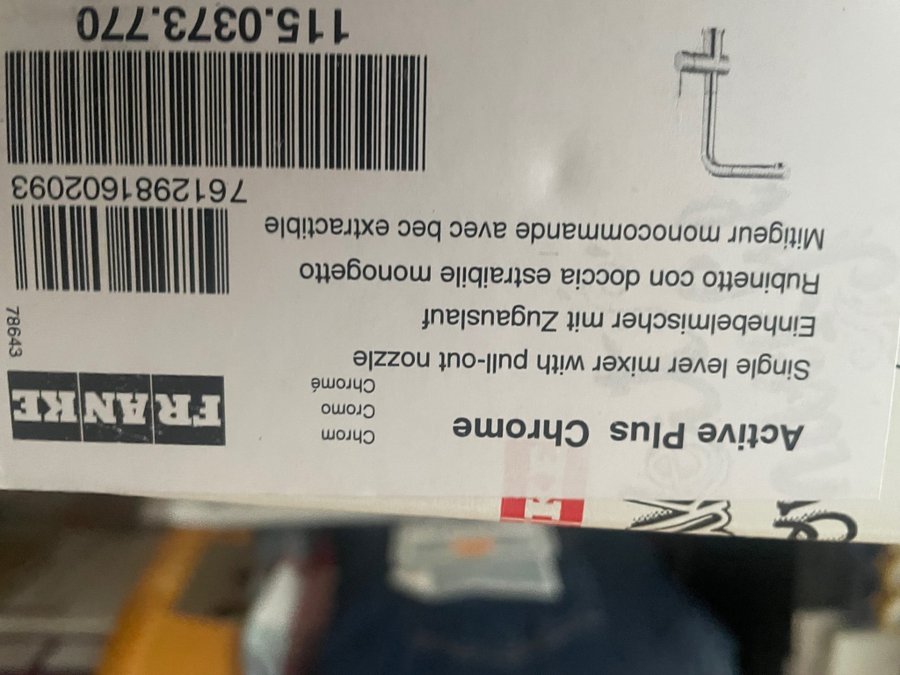 Active Plus Chrome
Chrom
Cromo
Chromé
FRANKE
Single lever mixer with pull-out nozzle
Einhebelmischer mit Zugauslauf
Rubinetto con doccia estraibile monogetto
Mitigeur monocommande avec bec extractible
78643
7612981602093
115.0373.770